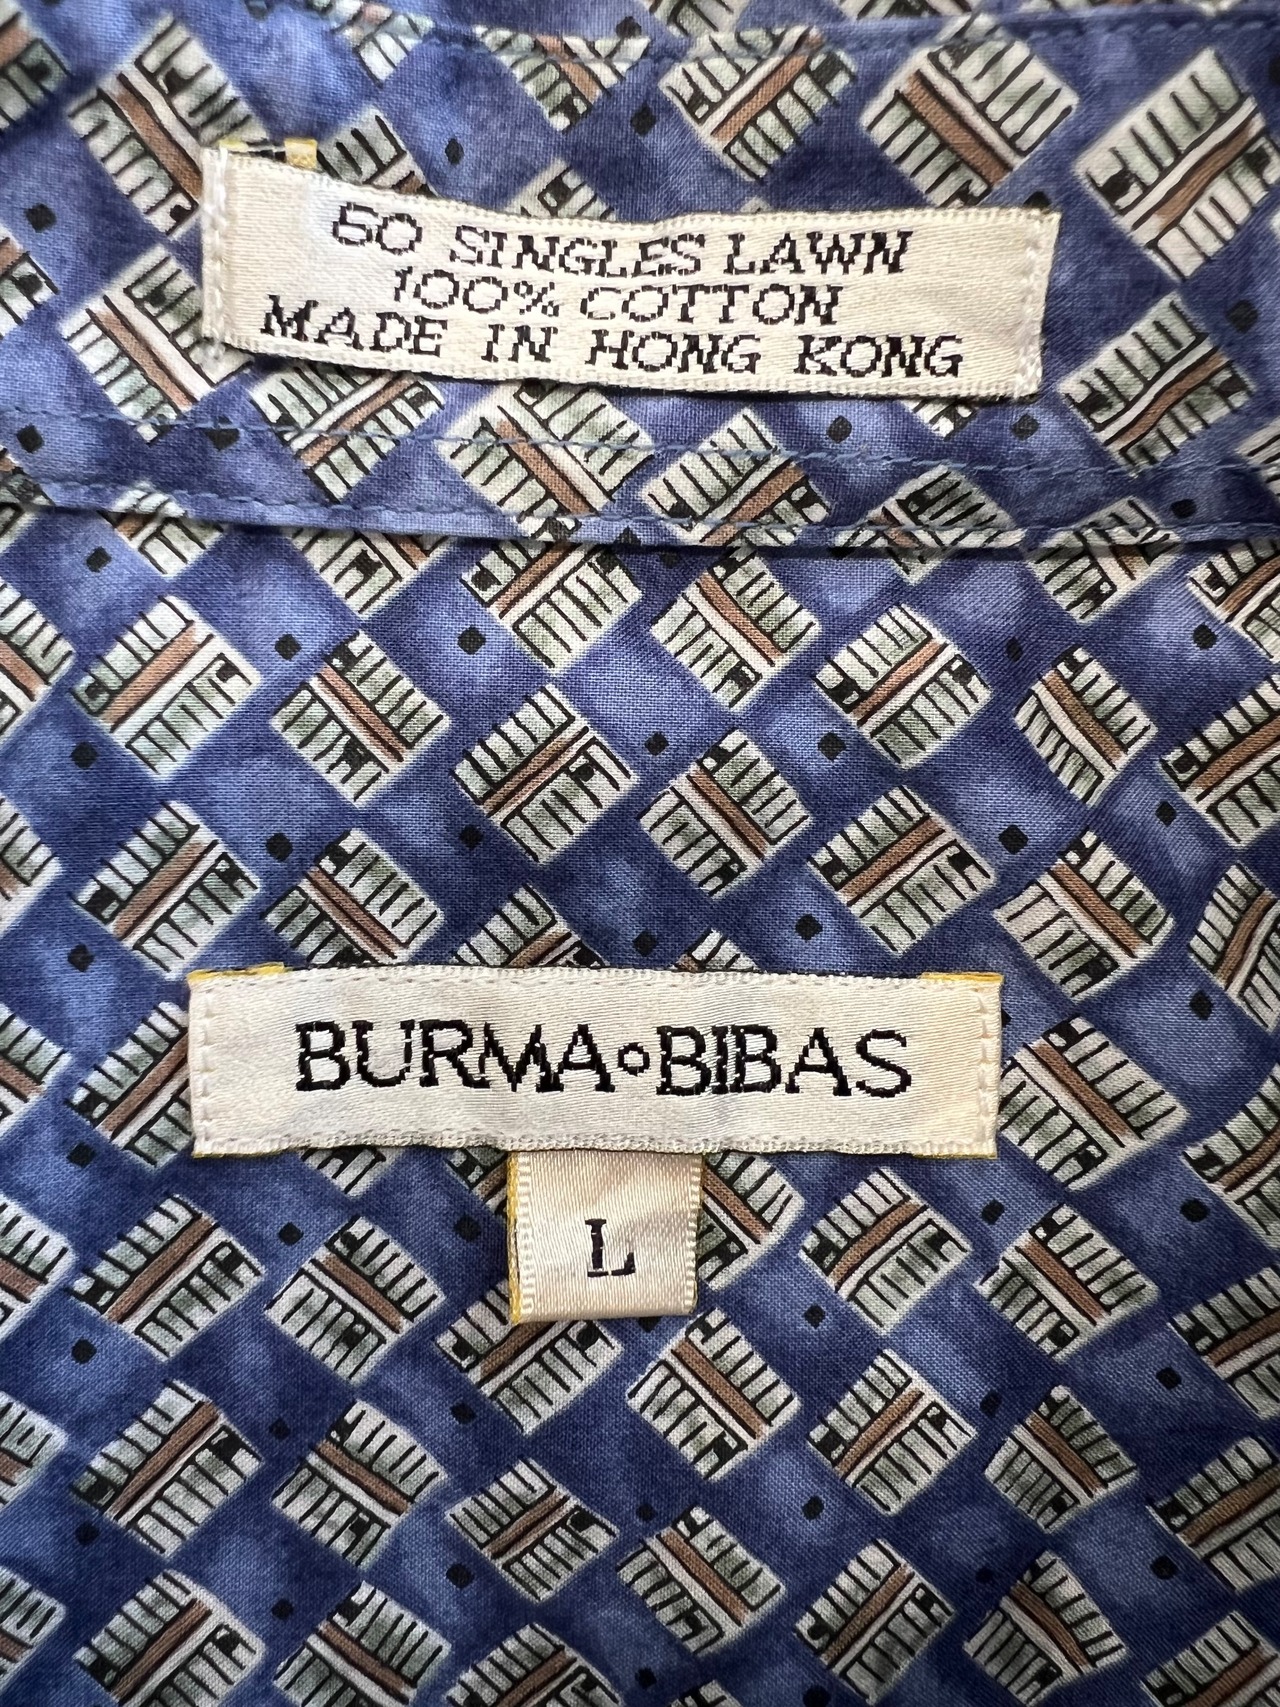 60 SINGLES LAWN
100% COTTON
MADE IN HONG KONG
BURMA∘BIBAS
L